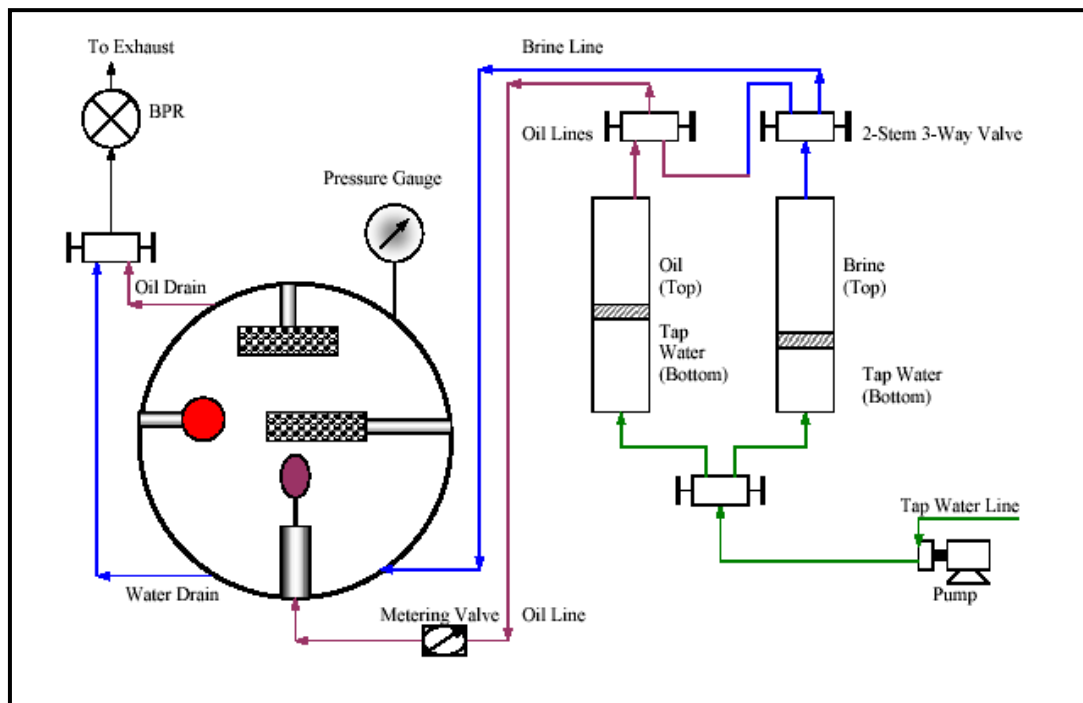 To Exhaust
Brine Line
BPR
Oil Lines
2-Stem 3-Way Valve
Pressure Gauge
Oil
(Top)
Brine
(Top)
Oil Drain
Tap
Water
(Bottom)
Tap Water
(Bottom)
Tap Water Line
Water Drain
Metering Valve
Oil Line
Pump